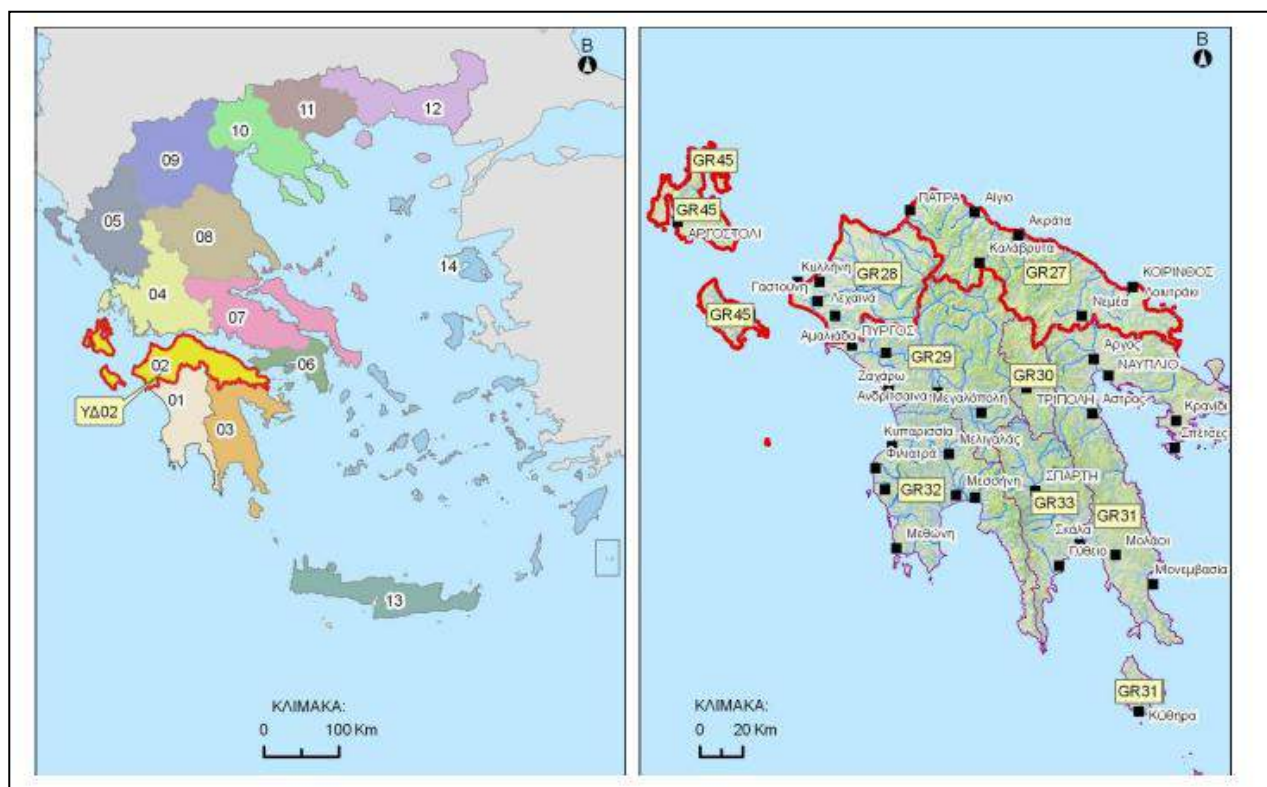 B
11
12
10
09
05
08
14
04
07
02
06
ΥΔ02
01
03
13
ΚΛΙΜΑΚΑ:
0 100 Km
B
GR45
GR45
ΑΡΓΟΣΤΟΛΙ
GR45
ΠΑΤΡΑ
Αίγιο
Ακράτα
Καλάβρυτα
Κυλλήνη
GR28
GR27
ΚΟΙΡΙΝΘΟΣ
Λουτράκι
Γαστούνη
Λεχαινά
Νεμέα
Αμαλιάδα
ΠΥΡΓΟΣ
GR29
Άργος
ΝΑΥΠΛΙΟ
Ζαχάρω
GR30
Ανδρίτσαινα
Μεγαλόπολη
ΤΡΙΠΟΛΗ
Άστρος
Κρανίδι
Σπέτσες
Κυπαρισσία
Μελιγαλάς
Φιλιατρά
GR32
Μεσσήνη
ΣΠΑΡΤΗ
GR33
GR31
Σκάλα
Μεθώνη
Γύθειο
Μολάοι
Μονεμβασία
GR31
Κύθηρα
ΚΛΙΜΑΚΑ:
0 20 Km